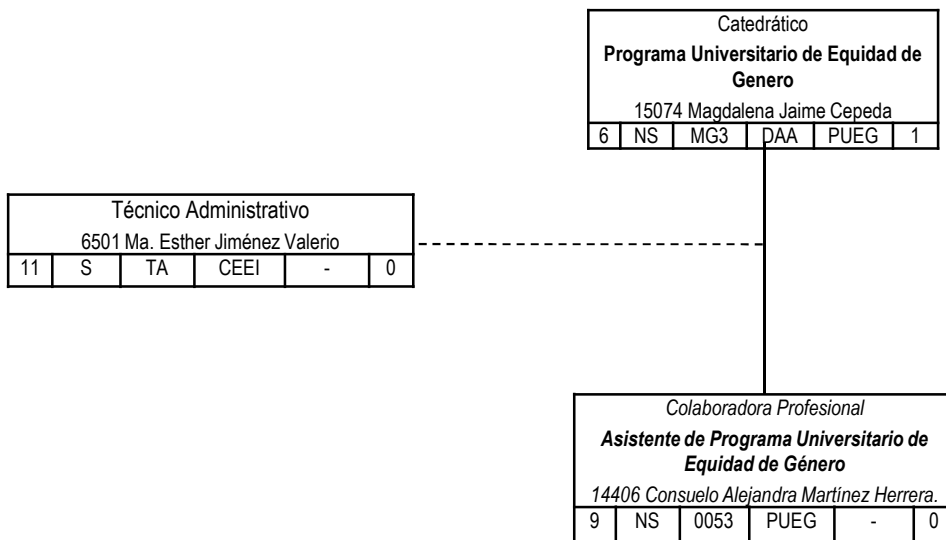 Catedrático
Programa Universitario de Equidad de
Genero
15074 Magdalena Jaime Cepeda
6 NS MG3 DAA PUEG 1
Técnico Administrativo
6501 Ma. Esther Jiménez Valerio
11 S TA CEEI - 0
Colaboradora Profesional
Asistente de Programa Universitario de
Equidad de Género
14406 Consuelo Alejandra Martínez Herrera.
9 NS 0053 PUEG - 0